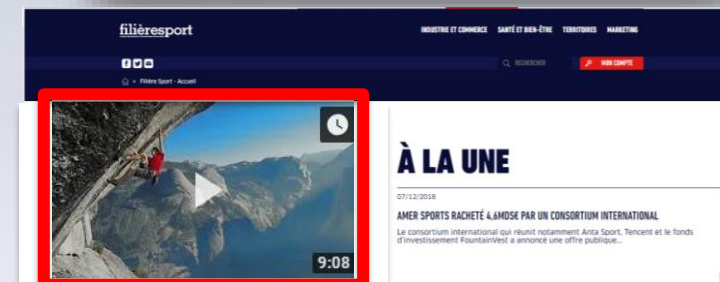 filièresport
INDUSTRIE ET COMMERCE SANTÉ ET BIEN-ÊTRE TERRITOIRES MARKETING
RECHERCHER MON COMPTE
> Filière Sport - Accueil
9:08
À LA UNE
07/12/2018
AMER SPORTS RACHETÉ 4,6MDS€ PAR UN CONSORTIUM INTERNATIONAL
Le consortium international qui réunit notamment Anta Sport, Tencent et le fonds
d'investissement FountainVest a annoncé une offre publique...